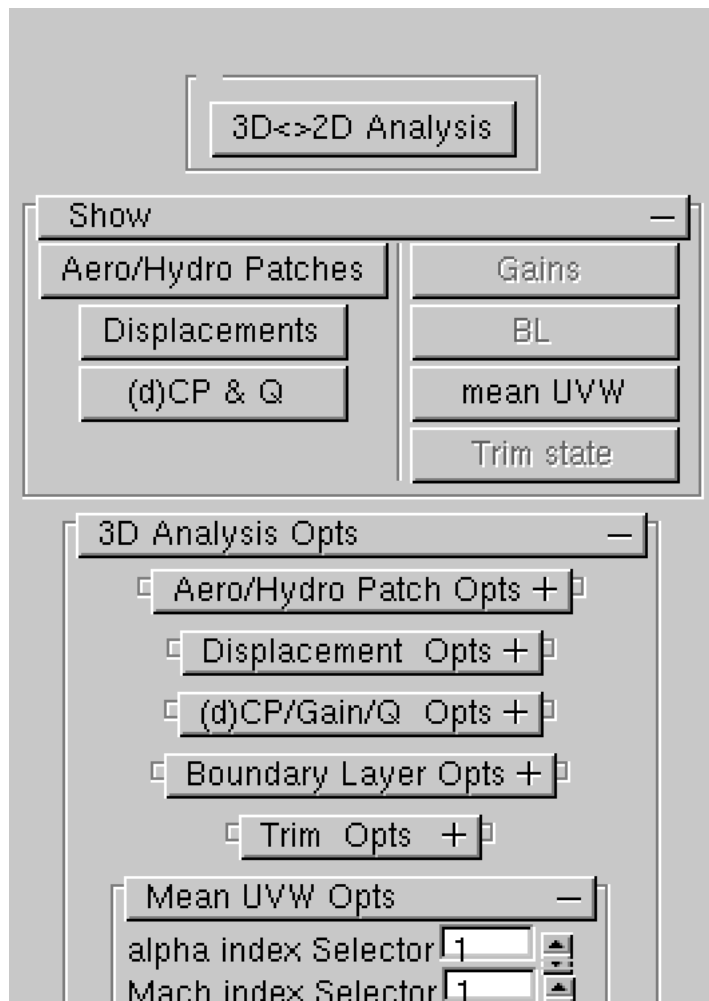 3D<>2D Analysis
Show –
Aero/Hydro Patches
Gains
Displacements
BL
(d)CP & Q
mean UVW
Trim state
3D Analysis Opts –
Aero/Hydro Patch Opts +
Displacement Opts +
(d)CP/Gain/Q Opts +
Boundary Layer Opts +
Trim Opts +
Mean UVW Opts –
alpha index Selector 1
Mach index Selector 1